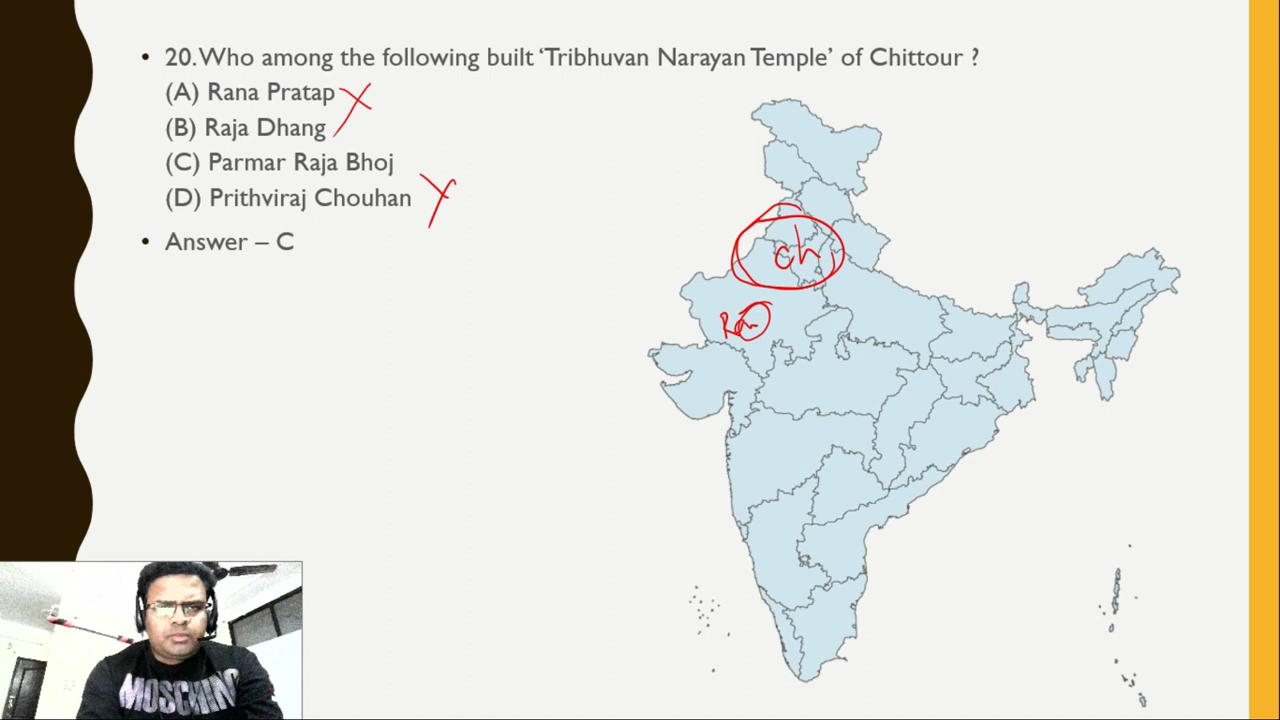 • 20. Who among the following built ‘Tribhuvan Narayan Temple’ of Chittour ?
(A) Rana Pratap
(B) Raja Dhang
(C) Parmar Raja Bhoj
(D) Prithviraj Chouhan
• Answer – C
ch
MOSCHINO